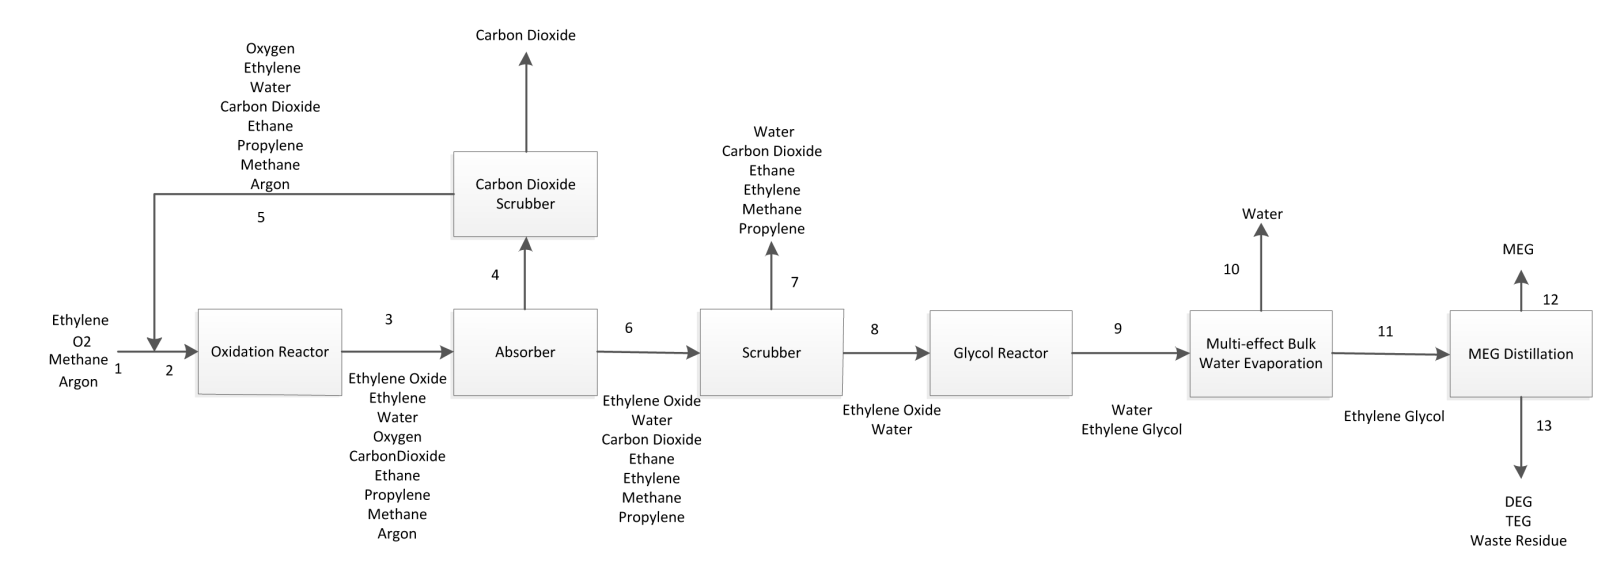 Carbon Dioxide
Oxygen
Ethylene
Water
Carbon Dioxide
Ethane
Propylene
Methane
Argon
5
Carbon Dioxide
Scrubber
4
Water
Carbon Dioxide
Ethane
Ethylene
Methane
Propylene
7
Water
10
MEG
12
Ethylene
O2
Methane
Argon
1
2
Oxidation Reactor
3
Ethylene Oxide
Ethylene
Water
Oxygen
CarbonDioxide
Ethane
Propylene
Methane
Argon
Absorber
6
Ethylene Oxide
Water
Carbon Dioxide
Ethane
Ethylene
Methane
Propylene
Scrubber
8
Ethylene Oxide
Water
Glycol Reactor
9
Water
Ethylene Glycol
Multi-effect Bulk
Water Evaporation
11
Ethylene Glycol
MEG Distillation
13
DEG
TEG
Waste Residue